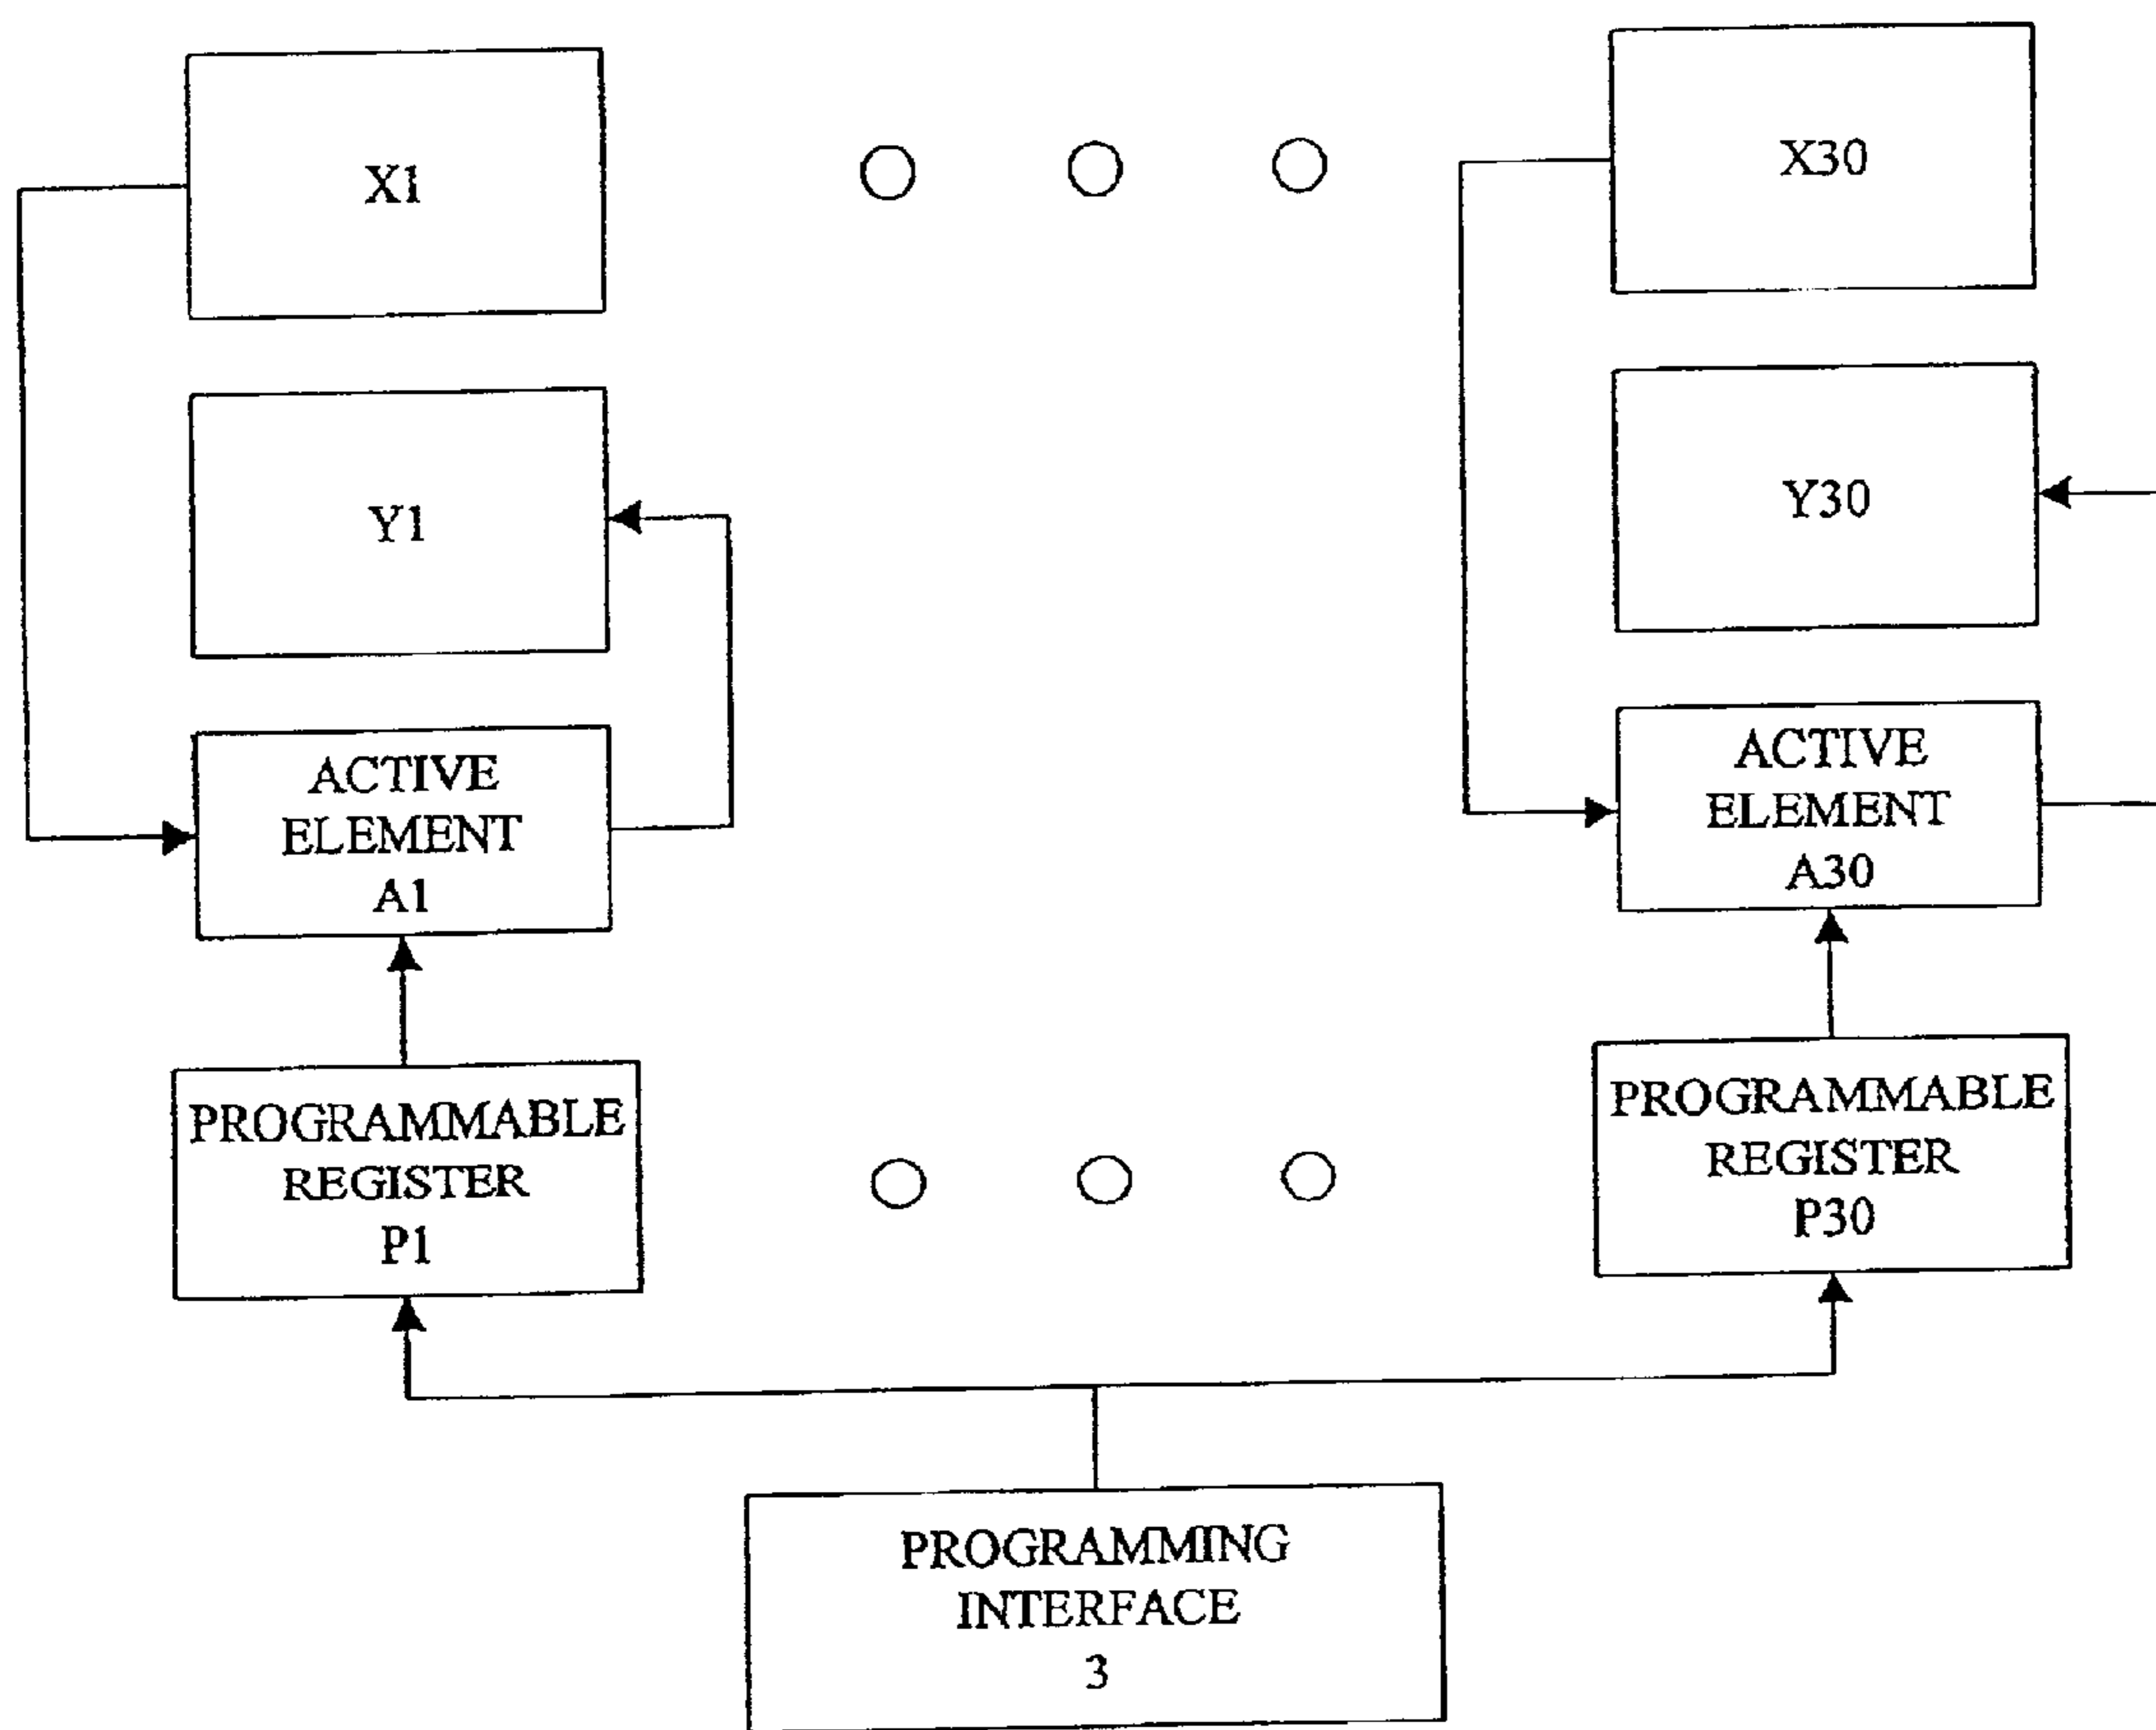 X1
X30
Y1
Y30
ACTIVE
ELEMENT
A1
ACTIVE
ELEMENT
A30
PROGRAMMABLE
REGISTER
P1
PROGRAMMABLE
REGISTER
P30
PROGRAMMING
INTERFACE
3